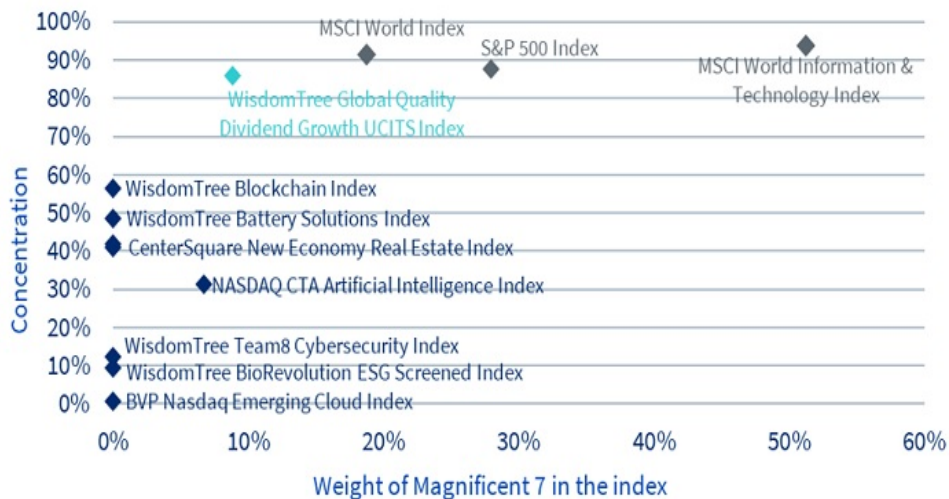 100%
90%
80%
70%
60%
50%
40%
30%
20%
10%
0%
Concentration
MSCI World Index
S&P 500 Index
MSCI World Information &
Technology Index
WisdomTree Global Quality
Dividend Growth UCITS Index
WisdomTree Blockchain Index
WisdomTree Battery Solutions Index
CenterSquare New Economy Real Estate Index
NASDAQ CTA Artificial Intelligence Index
WisdomTree Team8 Cybersecurity Index
WisdomTree BioRevolution ESG Screened Index
BVP Nasdaq Emerging Cloud Index
0% 10% 20% 30% 40% 50% 60%
Weight of Magnificent 7 in the index